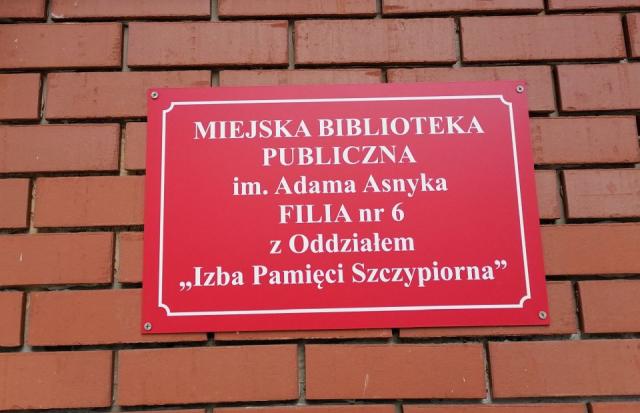 MIEJSKA BIBLIOTEKA
PUBLICZNA
im. Adama Asnyka
FILIA nr 6
z Oddziałem
„Izba Pamięci Szczypiorna”